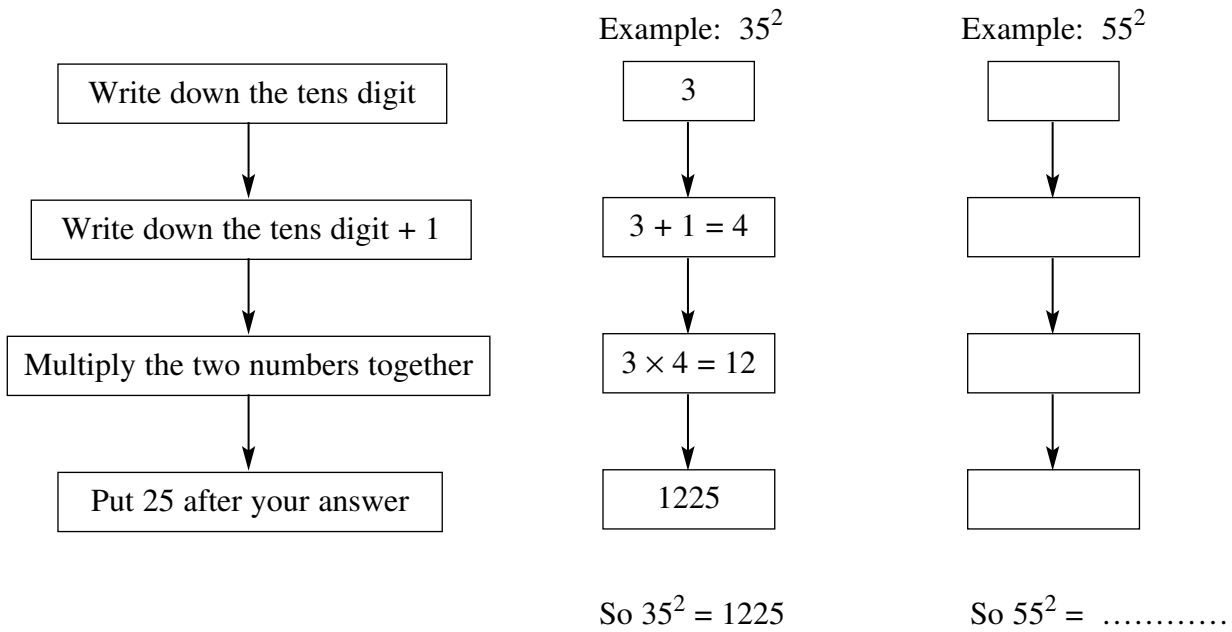 Example: 35²
Example: 55²
Write down the tens digit
3
Write down the tens digit + 1
3 + 1 = 4
Multiply the two numbers together
3 × 4 = 12
Put 25 after your answer
1225
So 35² = 1225
So 55² = ............